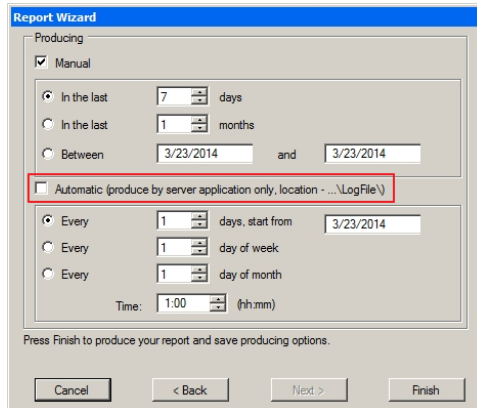 Report Wizard
Producing
Manual
In the last 7 days
In the last 1 months
Between 3/23/2014 and 3/23/2014
Automatic (produce by server application only, location - ...\LogFile\)
Every 1 days, start from 3/23/2014
Every 1 day of week
Every 1 day of month
Time: 1:00 (hh:mm)
Press Finish to produce your report and save producing options.
Cancel < Back Next > Finish